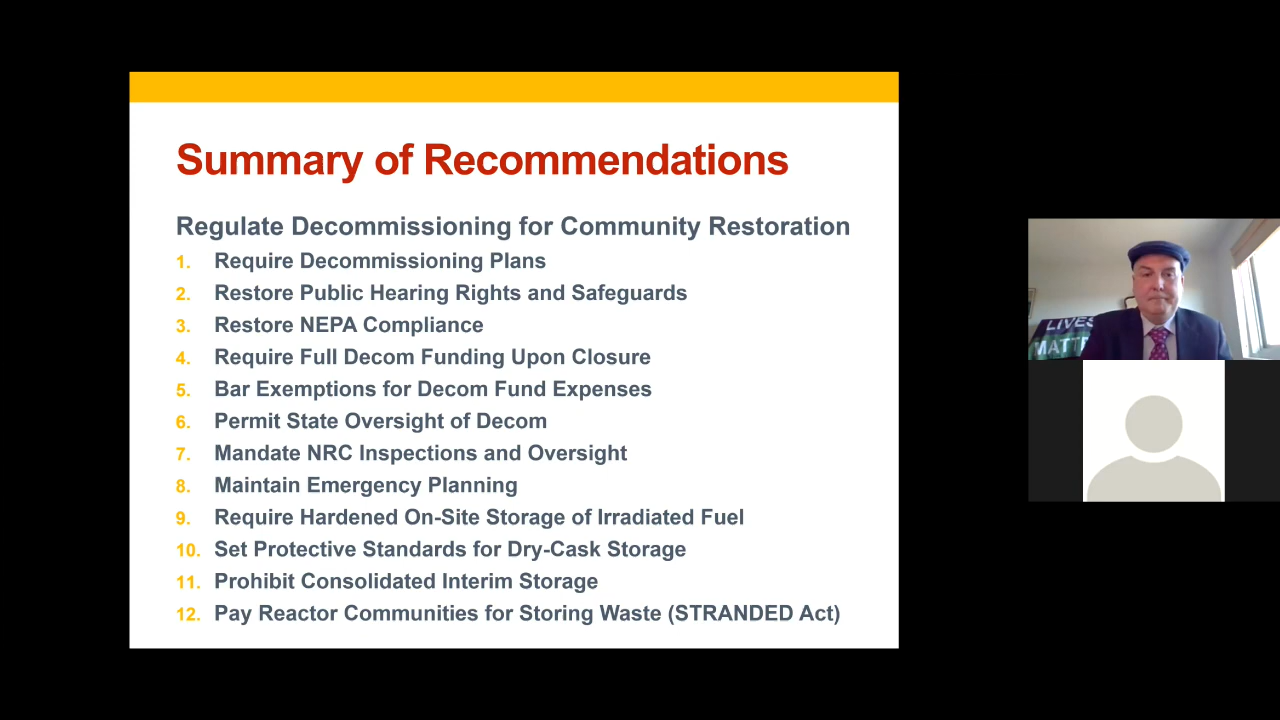 Summary of Recommendations
Regulate Decommissioning for Community Restoration
1. Require Decommissioning Plans
2. Restore Public Hearing Rights and Safeguards
3. Restore NEPA Compliance
4. Require Full Decom Funding Upon Closure
5. Bar Exemptions for Decom Fund Expenses
6. Permit State Oversight of Decom
7. Mandate NRC Inspections and Oversight
8. Maintain Emergency Planning
9. Require Hardened On-Site Storage of Irradiated Fuel
10. Set Protective Standards for Dry-Cask Storage
11. Prohibit Consolidated Interim Storage
12. Pay Reactor Communities for Storing Waste (STRANDED Act)
LIVES